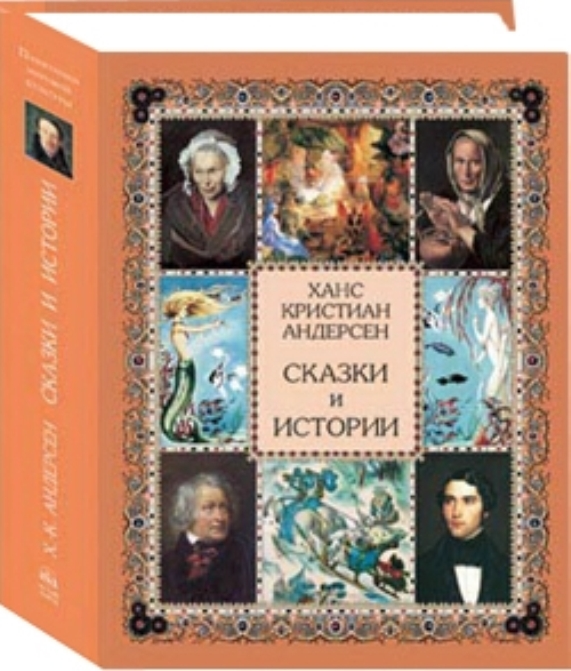 ХАНС
КРИСТИАН
АНДЕРСЕН
СКАЗКИ
И
ИСТОРИИ
Х. К. АНДЕРСЕН СКАЗКИ И ИСТОРИИ